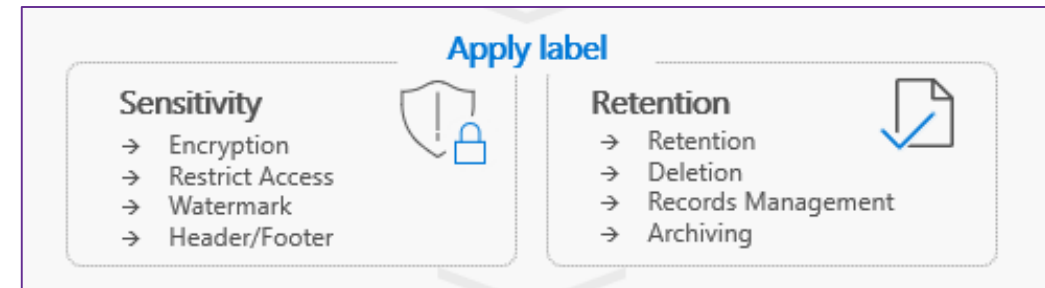 Apply label
Sensitivity
→ Encryption
→ Restrict Access
→ Watermark
→ Header/Footer
Retention
→ Retention
→ Deletion
→ Records Management
→ Archiving